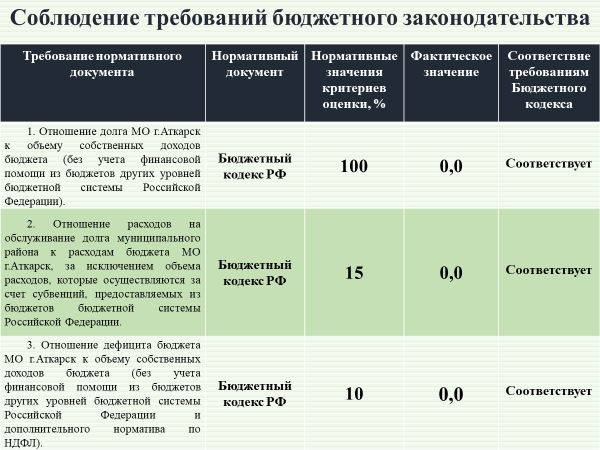 Соблюдение требований бюджетного законодательства
Требование нормативного
документа
Нормативный
документ
Нормативные
значения
критериев
оценки, %
Фактическое
значение
Соответствие
требованиям
Бюджетного
кодекса
1. Отношение долга МО г.Аткарск
к объему собственных доходов
бюджета (без учета финансовой
помощи из бюджетов других уровней
бюджетной системы Российской
Федерации).
Бюджетный
кодекс РФ
100
0,0
Соответствует
2. Отношение расходов на
обслуживание долга муниципального
района к расходам бюджета МО
г.Аткарск, за исключением объема
расходов, которые осуществляются за
счет субвенций, предоставляемых из
бюджетов бюджетной системы
Российской Федерации.
Бюджетный
кодекс РФ
15
0,0
Соответствует
3. Отношение дефицита бюджета
МО г.Аткарск к объему собственных
доходов бюджета (без учета
финансовой помощи из бюджетов
других уровней бюджетной системы
Российской Федерации и
дополнительного норматива по
НДФЛ).
Бюджетный
кодекс РФ
10
0,0
Соответствует